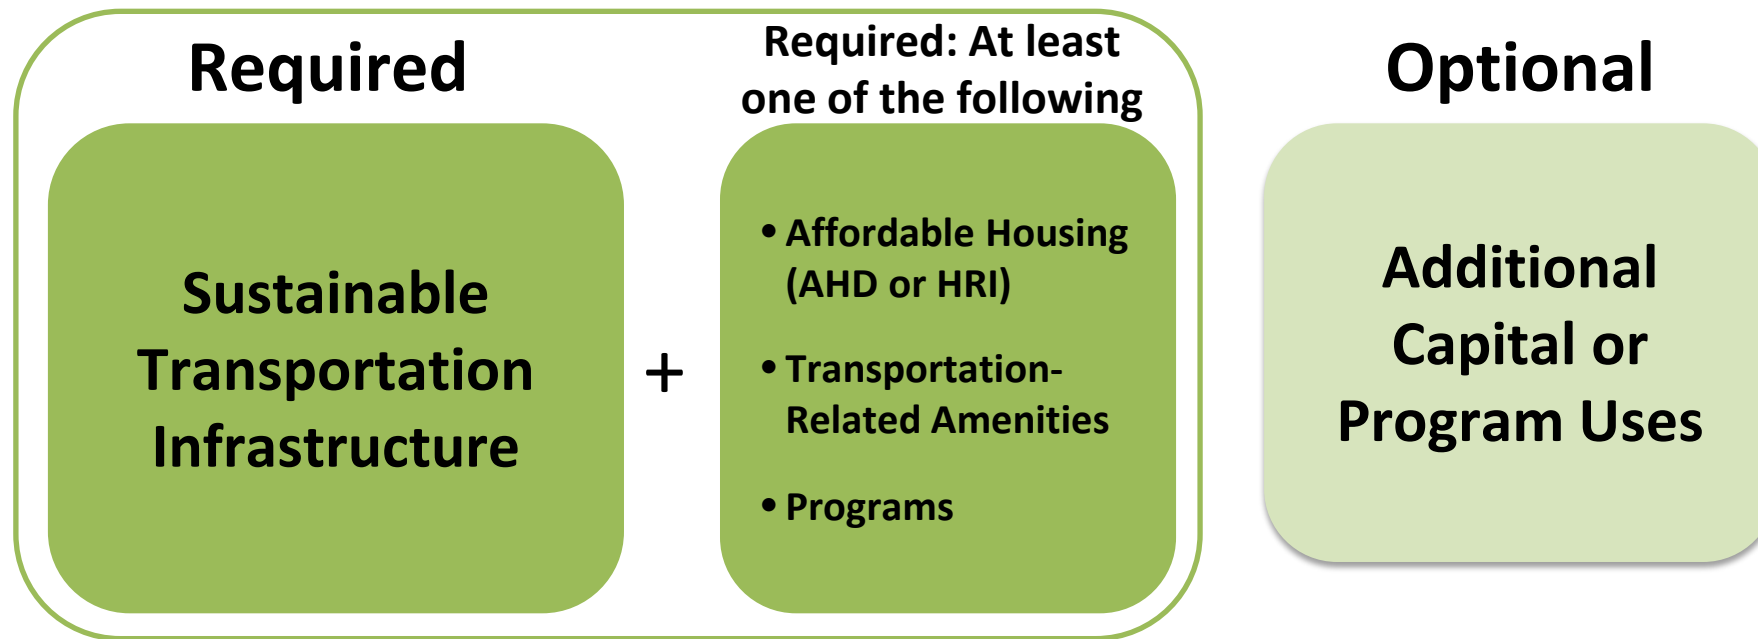 Required
Sustainable
Transportation
Infrastructure
+
Required: At least
one of the following
• Affordable Housing
(AHD or HRI)
• Transportation-
Related Amenities
• Programs
Optional
Additional
Capital or
Program Uses